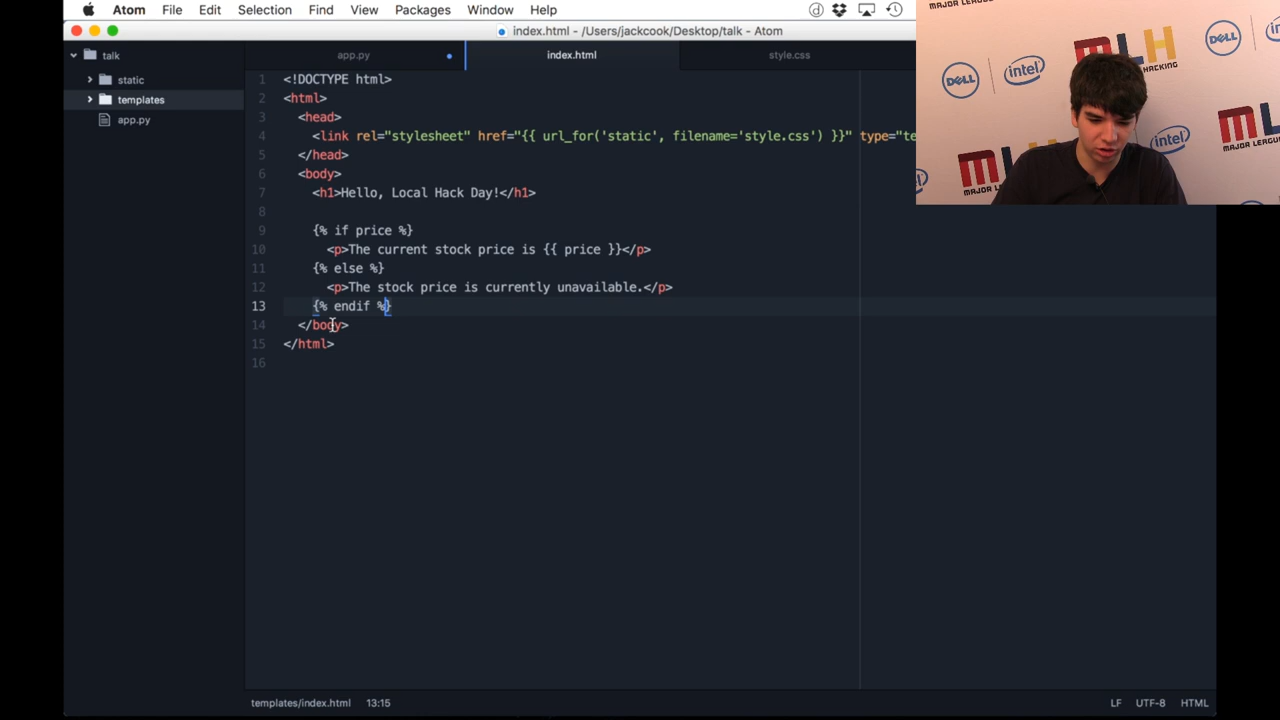 Atom File Edit Selection Find View Packages Window Help
index.html - /Users/jackcook/Desktop/talk - Atom
talk
static
templates
app.py
app.py index.html style.css
1 <!DOCTYPE html>
2 <html>
3 <head>
4 <link rel="stylesheet" href="{{ url_for('static', filename='style.css') }}" type="te
5 </head>
6 <body>
7 <h1>Hello, Local Hack Day!</h1>
8
9 {% if price %}
10 <p>The current stock price is {{ price }}</p>
11 {% else %}
12 <p>The stock price is currently unavailable.</p>
13 {% endif %}
14 </body>
15 </html>
16
templates/index.html 13:15 LF UTF-8 HTML
MAJOR LEAGUE
DELL
intel
MLH
HACKING
DELL
intel
MAJOR LEAGU